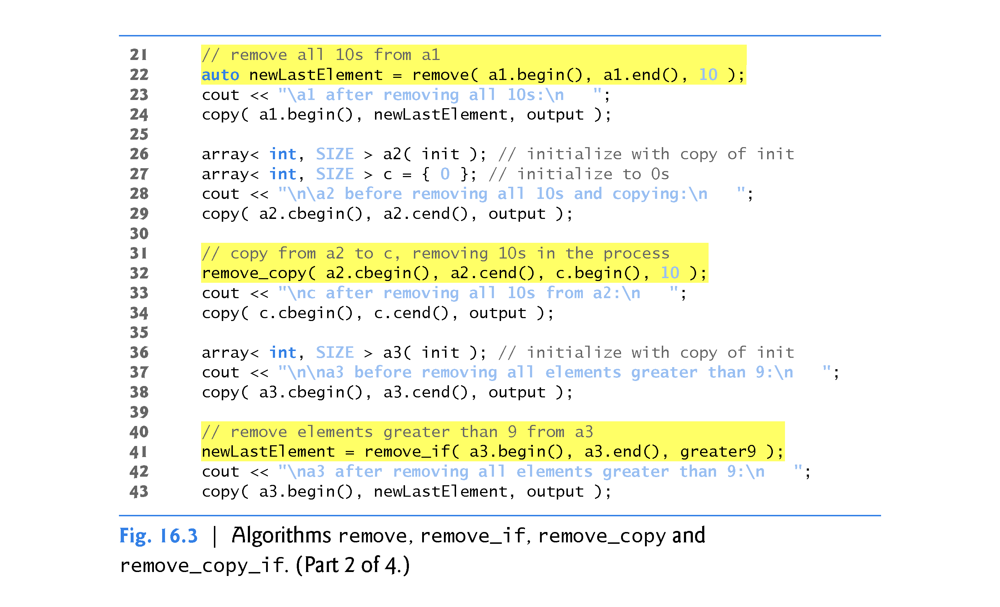 21 // remove all 10s from a1
22 auto newLastElement = remove( a1.begin(), a1.end(), 10 );
23 cout << "\a1 after removing all 10s:\n   ";
24 copy( a1.begin(), newLastElement, output );
25
26 array< int, SIZE > a2( init ); // initialize with copy of init
27 array< int, SIZE > c = { 0 }; // initialize to 0s
28 cout << "\n\a2 before removing all 10s and copying:\n   ";
29 copy( a2.cbegin(), a2.cend(), output );
30
31 // copy from a2 to c, removing 10s in the process
32 remove_copy( a2.cbegin(), a2.cend(), c.begin(), 10 );
33 cout << "\nc after removing all 10s from a2:\n   ";
34 copy( c.cbegin(), c.cend(), output );
35
36 array< int, SIZE > a3( init ); // initialize with copy of init
37 cout << "\n\na3 before removing all elements greater than 9:\n   ";
38 copy( a3.cbegin(), a3.cend(), output );
39
40 // remove elements greater than 9 from a3
41 newLastElement = remove_if( a3.begin(), a3.end(), greater9 );
42 cout << "\na3 after removing all elements greater than 9:\n   ";
43 copy( a3.begin(), newLastElement, output );
Fig. 16.3 | Algorithms remove, remove_if, remove_copy and
remove_copy_if. (Part 2 of 4.)